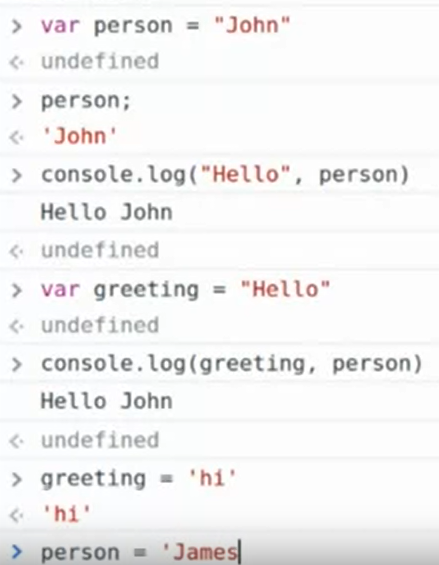 > var person = "John"
<· undefined
> person;
<· 'John'
> console.log("Hello", person)
Hello John
<· undefined
> var greeting = "Hello"
<· undefined
> console.log(greeting, person)
Hello John
<· undefined
> greeting = 'hi'
<· 'hi'
> person = 'James